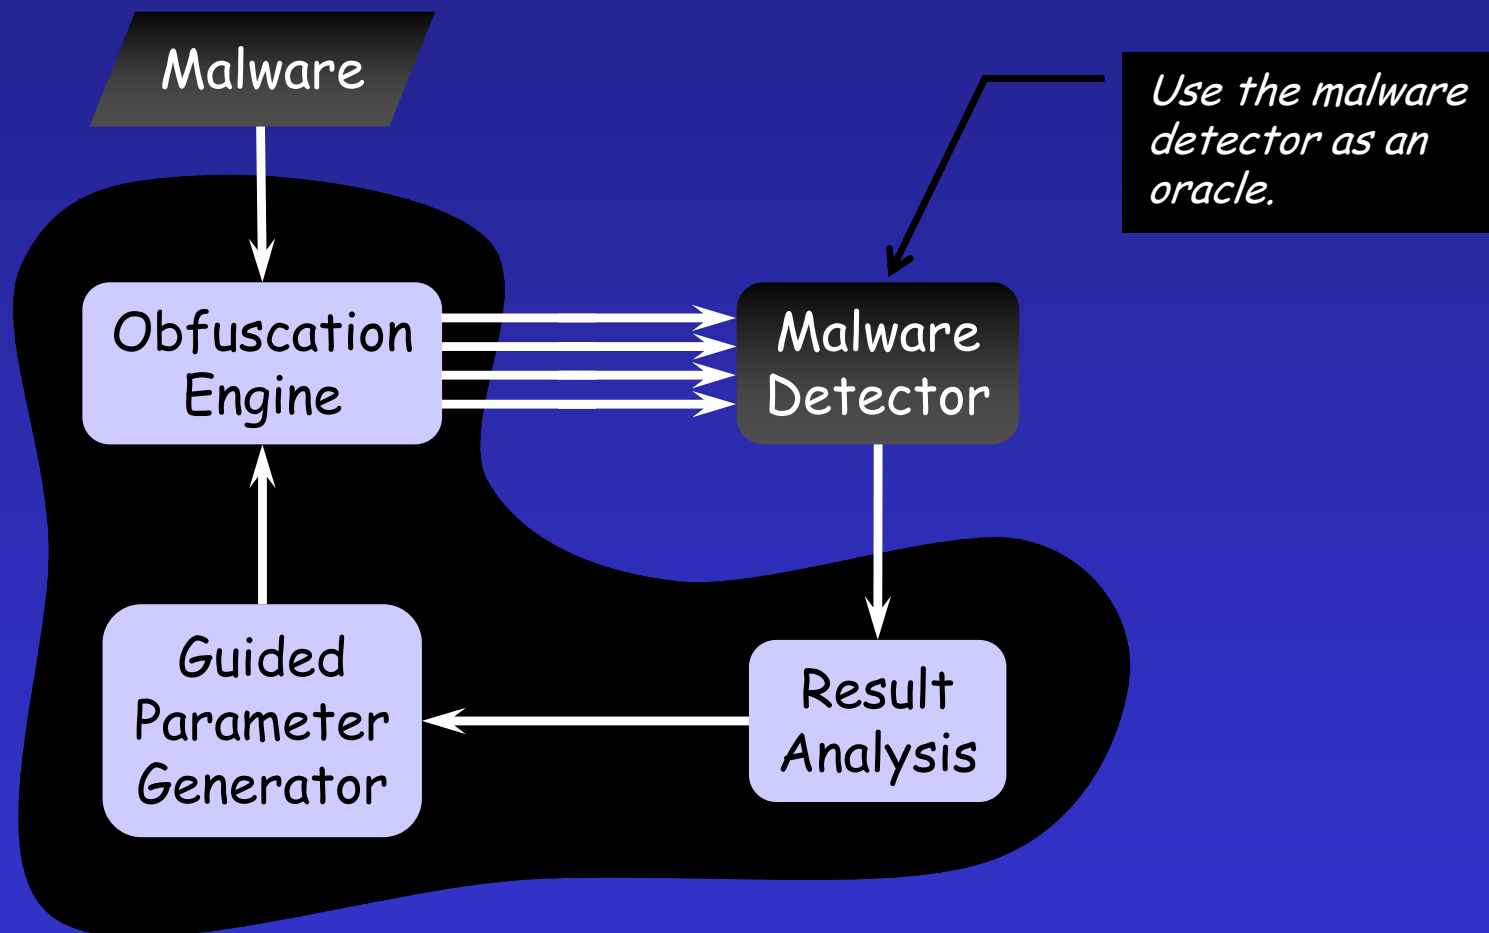 Malware
Use the malware
detector as an
oracle.
Obfuscation
Engine
Malware
Detector
Guided
Parameter
Generator
Result
Analysis